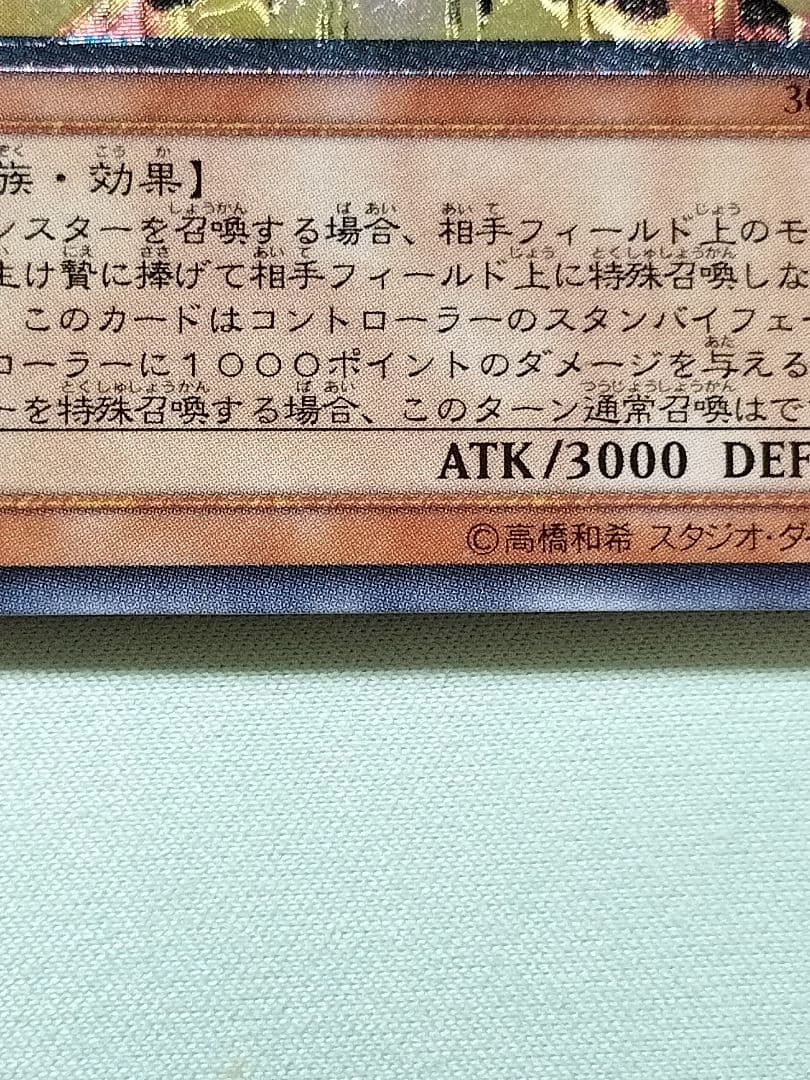 30
族・効果】
ンスターを召喚する場合、相手フィールド上のモ
け贄に捧げて相手フィールド上に特殊召喚しな
このカードはコントローラーのスタンバイフェ
ローラーに1000ポイントのダメージを与える
ーを特殊召喚する場合、このターン通常召喚はで
ATK/3000 DEF
©高橋和希 スタジオ・ダ